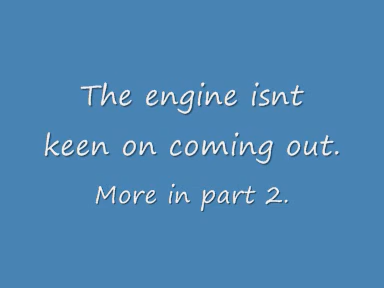 The engine isnt
keen on coming out.
More in part 2.